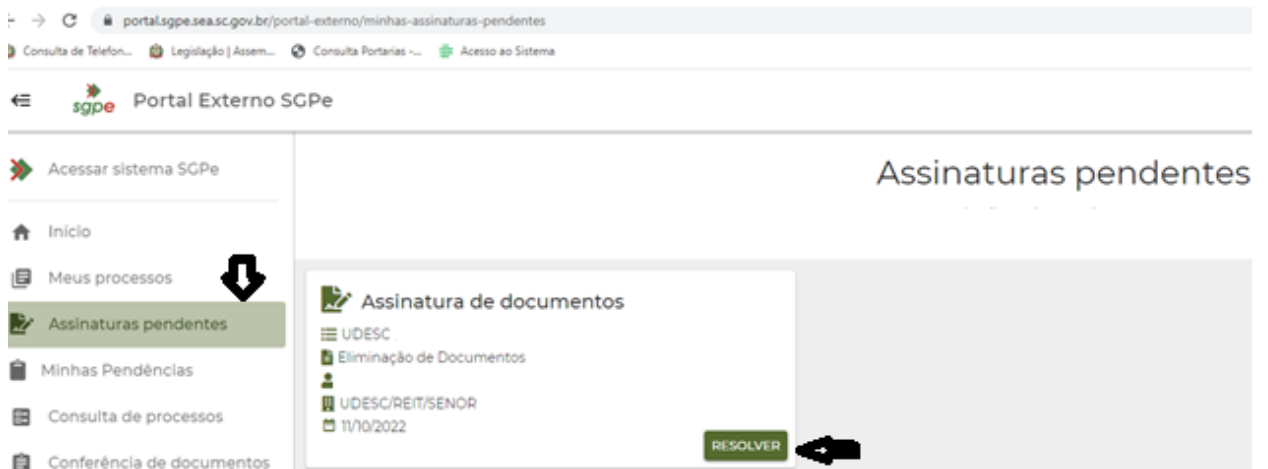 portal.sgpe.sea.sc.gov.br/portal-externo/minhas-assinaturas-pendentes
Consulta de Telefon... Legislação | Assem... Consulta Portarias -... Acesso ao Sistema
sgpe Portal Externo SGPe
Acessar sistema SGPe
Assinaturas pendentes
Início
Meus processos
Assinaturas pendentes
Minhas Pendências
Consulta de processos
Conferência de documentos
Assinatura de documentos
UDESC
Eliminação de Documentos
UDESC/REIT/SENOR
11/10/2022
RESOLVER